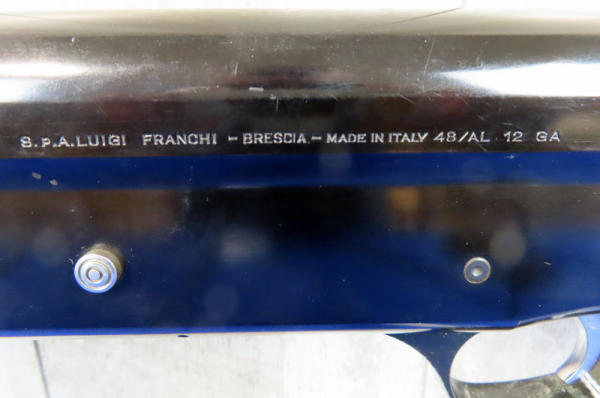 S.P.A.LUIGI FRANCHI - BRESCIA - MADE IN ITALY 48/AL 12 GA